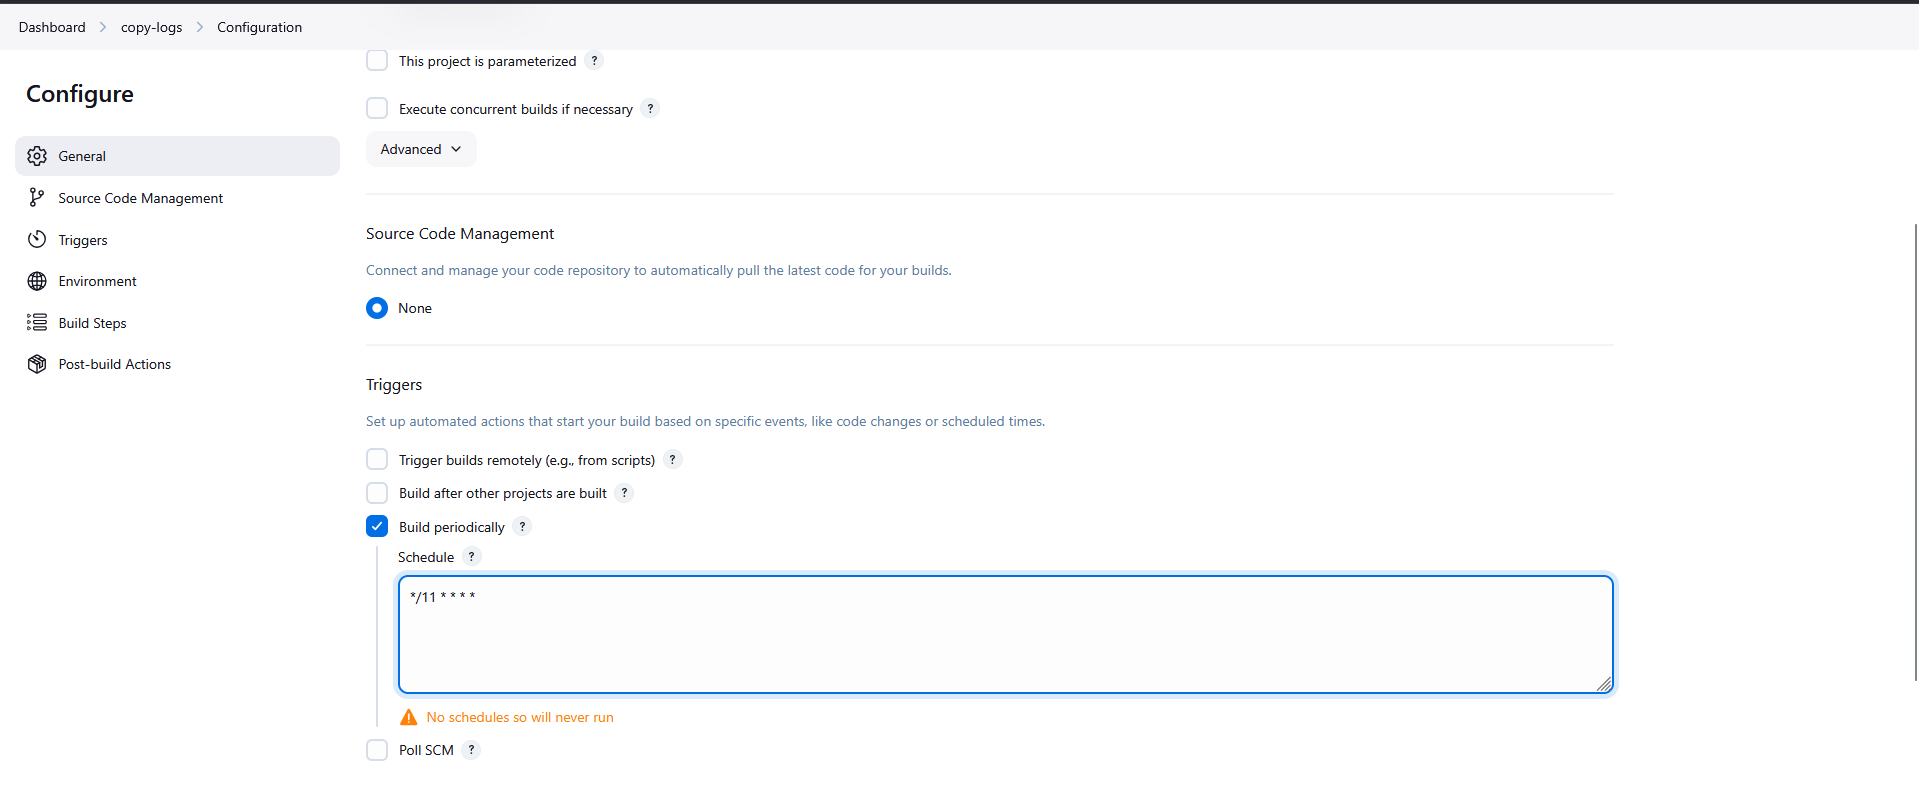 Dashboard > copy-logs > Configuration
Configure
General
Source Code Management
Triggers
Environment
Build Steps
Post-build Actions
This project is parameterized ?
Execute concurrent builds if necessary ?
Advanced
Source Code Management
Connect and manage your code repository to automatically pull the latest code for your builds.
None
Triggers
Set up automated actions that start your build based on specific events, like code changes or scheduled times.
Trigger builds remotely (e.g., from scripts) ?
Build after other projects are built ?
Build periodically ?
Schedule ?
*/11 * * * *
No schedules so will never run
Poll SCM ?